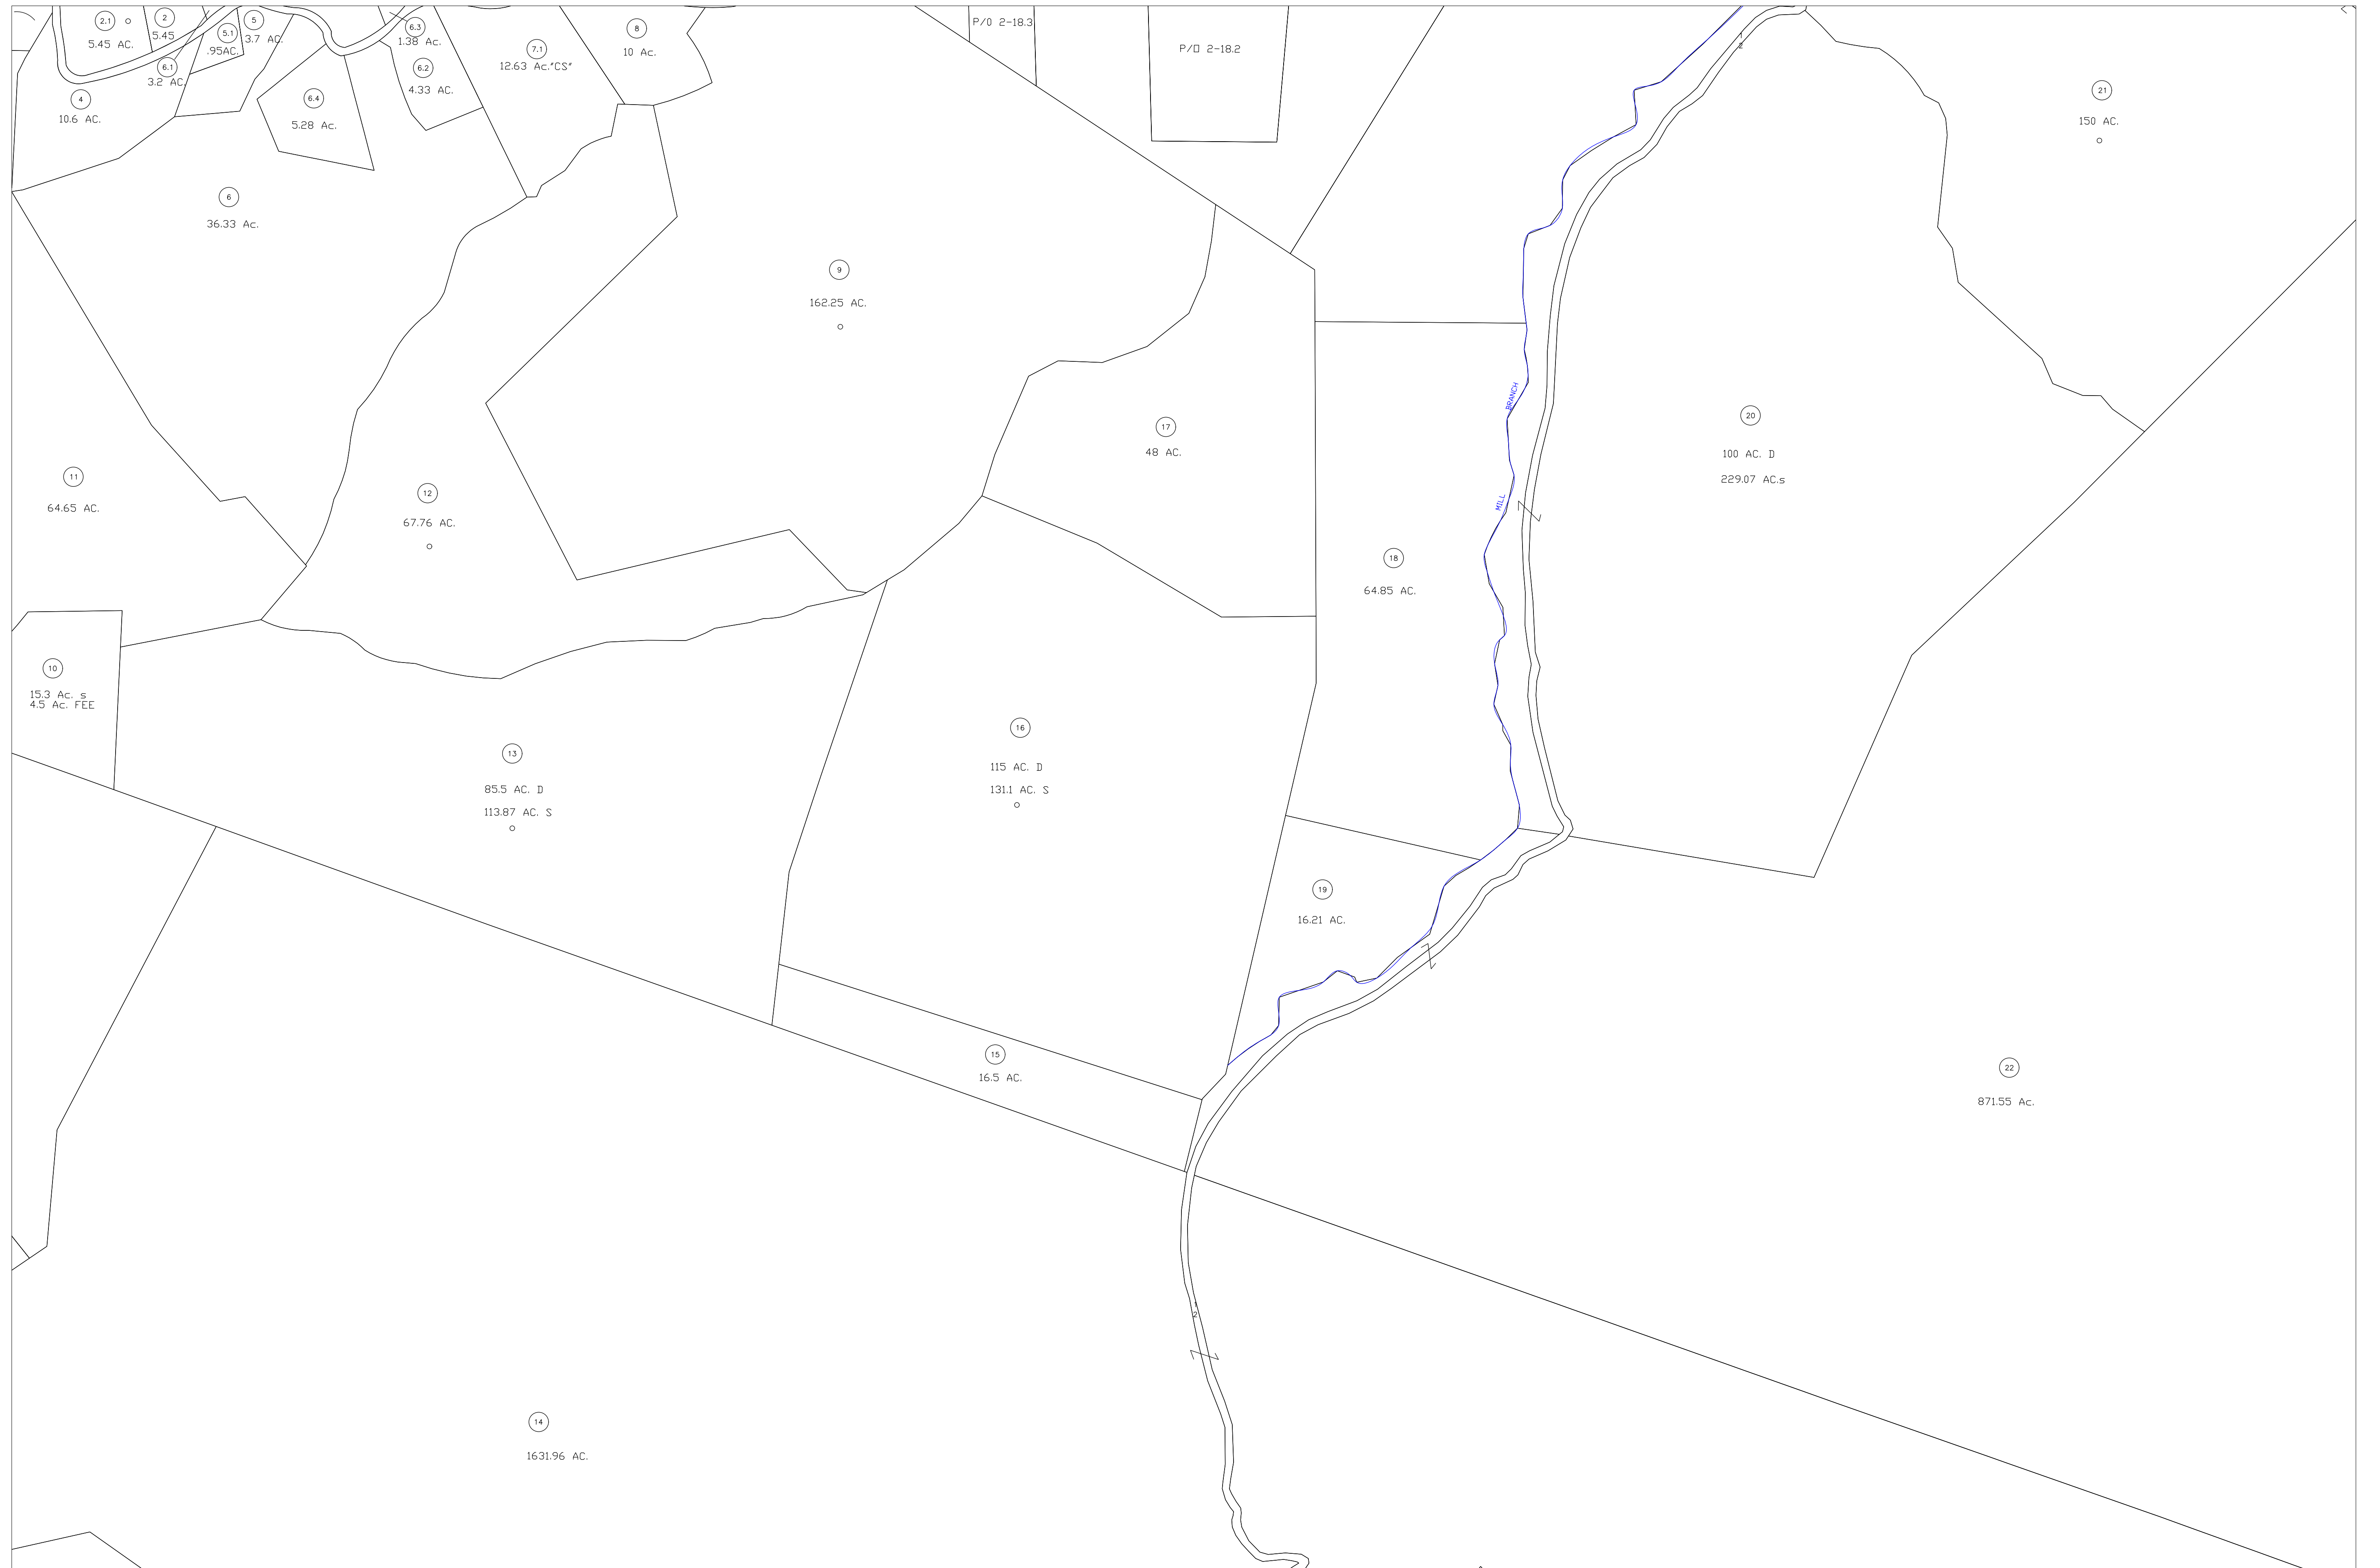 2.1
5.45 AC.
2
5.45
5
3.7 AC.
5.1
.95AC.
6.1
3.2 AC.
4
10.6 AC.
6.3
1.38 Ac.
6.2
4.33 AC.
6.4
5.28 Ac.
7.1
12.63 Ac."CS"
8
10 Ac.
P/O 2-18.3
P/O 2-18.2
1
2
21
150 AC.
6
36.33 Ac.
9
162.25 AC.
17
48 AC.
BRANCH
MILL
20
100 AC. D
229.07 AC.s
11
64.65 AC.
12
67.76 AC.
18
64.85 AC.
10
15.3 Ac. s
4.5 Ac. FEE
13
85.5 AC. D
113.87 AC. S
16
115 AC. D
131.1 AC. S
19
16.21 AC.
15
16.5 AC.
22
871.55 Ac.
1
2
14
1631.96 AC.